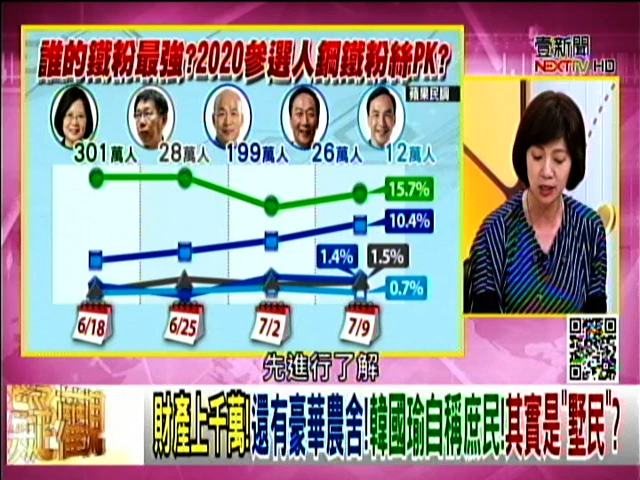 誰的鐵粉最強?2020參選人鋼鐵粉絲PK?
壹新聞
NEXTTV HD
蘋果民調
301萬人 28萬人 199萬人 26萬人 12萬人
15.7%
10.4%
1.4% 1.5%
0.7%
6/18 6/25 7/2 7/9
先進行了解
財產上千萬!還有豪華農舍!韓國瑜自稱庶民!其實是"墅民"?